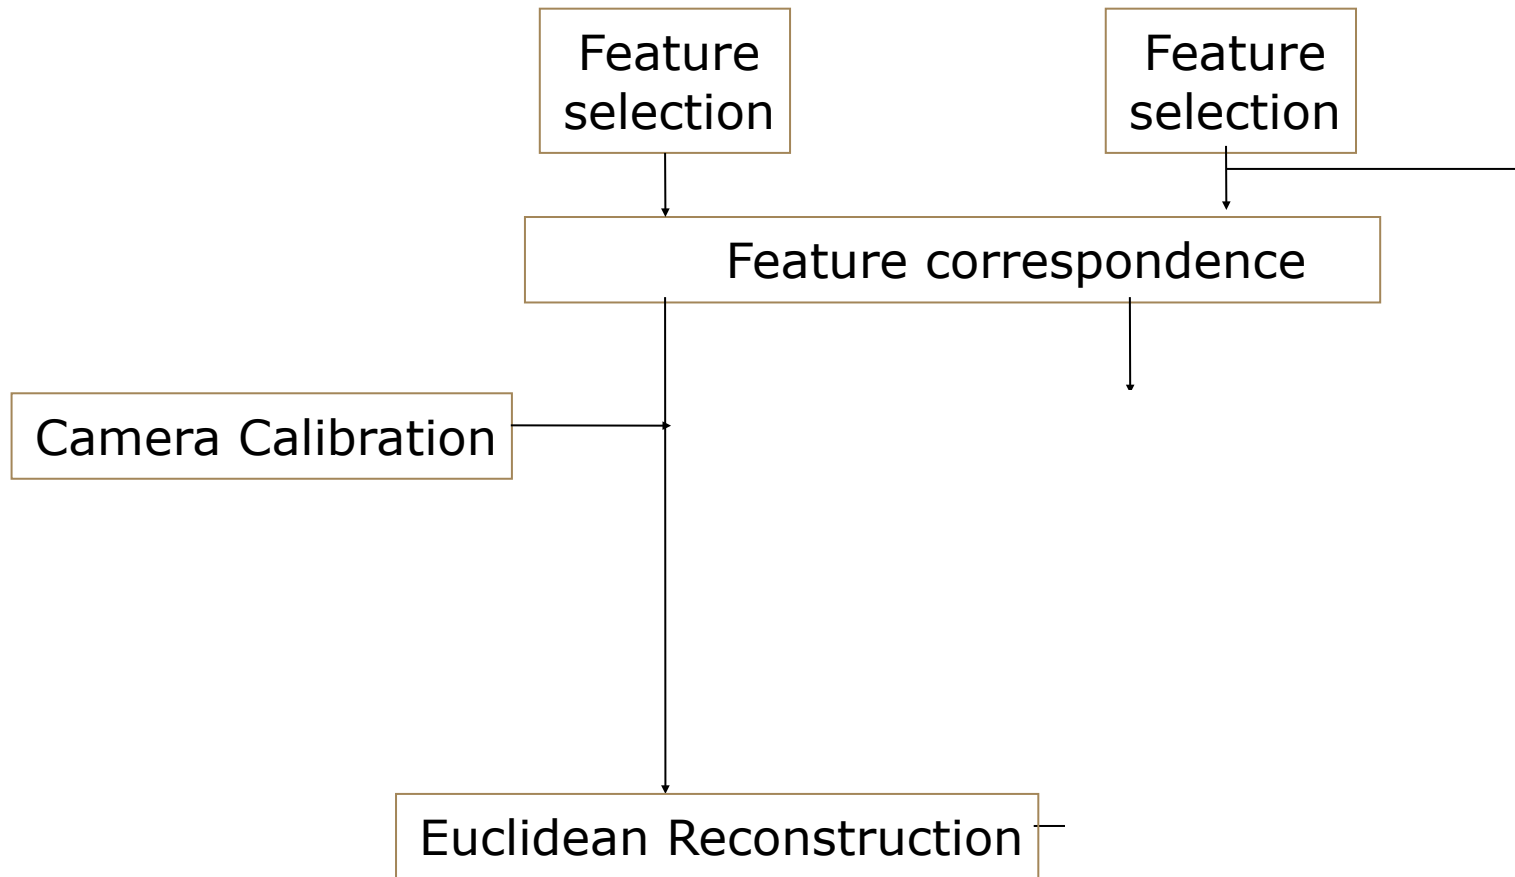 Feature
selection
Feature
selection
Feature correspondence
Camera Calibration
Euclidean Reconstruction